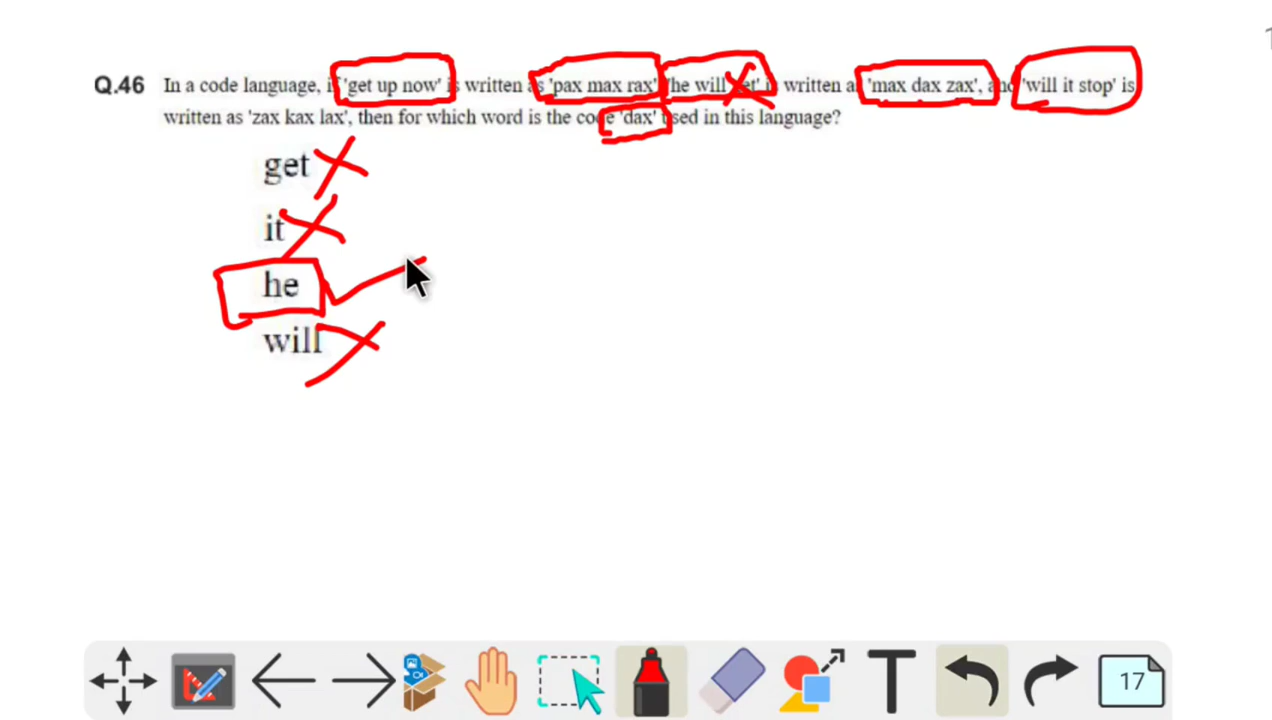 Q.46 In a code language, if 'get up now' is written as 'pax max rax' 'he will get' is written as 'max dax zax', and 'will it stop' is
written as 'zax kax lax', then for which word is the code 'dax' used in this language?
get
it
he
will
T
17
1